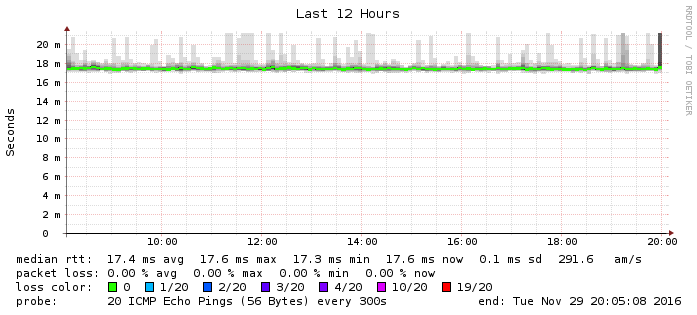 Last 12 Hours
RRDTOOL / TOBI OETIKER
Seconds
20 m
18 m
16 m
14 m
12 m
10 m
8 m
6 m
4 m
2 m
0
10:00 12:00 14:00 16:00 18:00 20:00
median rtt: 17.4 ms avg 17.6 ms max 17.3 ms min 17.6 ms now 0.1 ms sd 291.6 am/s
packet loss: 0.00 % avg 0.00 % max 0.00 % min 0.00 % now
loss color: 0 1/20 2/20 3/20 4/20 10/20 19/20
probe: 20 ICMP Echo Pings (56 Bytes) every 300s end: Tue Nov 29 20:05:08 2016